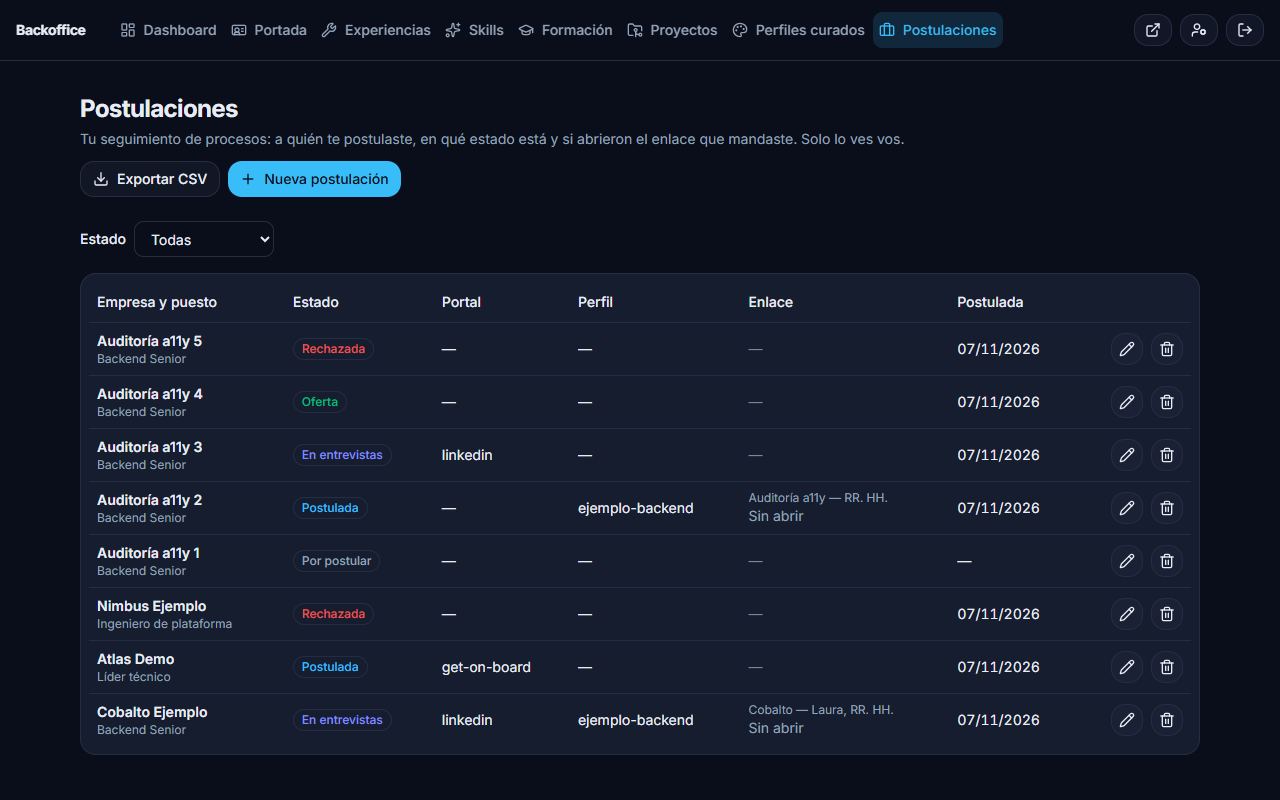 Backoffice Dashboard Portada Experiencias Skills Formación Proyectos Perfiles curados Postulaciones
Postulaciones
Tu seguimiento de procesos: a quién te postulaste, en qué estado está y si abrieron el enlace que mandaste. Solo lo ves vos.
Exportar CSV Nueva postulación
Estado Todas
Empresa y puesto Estado Portal Perfil Enlace Postulada
Auditoría a11y 5
Backend Senior
Rechazada — — — 07/11/2026
Auditoría a11y 4
Backend Senior
Oferta — — — 07/11/2026
Auditoría a11y 3
Backend Senior
En entrevistas linkedin — — 07/11/2026
Auditoría a11y 2
Backend Senior
Postulada — ejemplo-backend
Auditoría a11y — RR. HH.
Sin abrir
07/11/2026
Auditoría a11y 1
Backend Senior
Por postular — — — —
Nimbus Ejemplo
Ingeniero de plataforma
Rechazada — — — 07/11/2026
Atlas Demo
Líder técnico
Postulada get-on-board — — 07/11/2026
Cobalto Ejemplo
Backend Senior
En entrevistas linkedin ejemplo-backend
Cobalto — Laura, RR. HH.
Sin abrir
07/11/2026